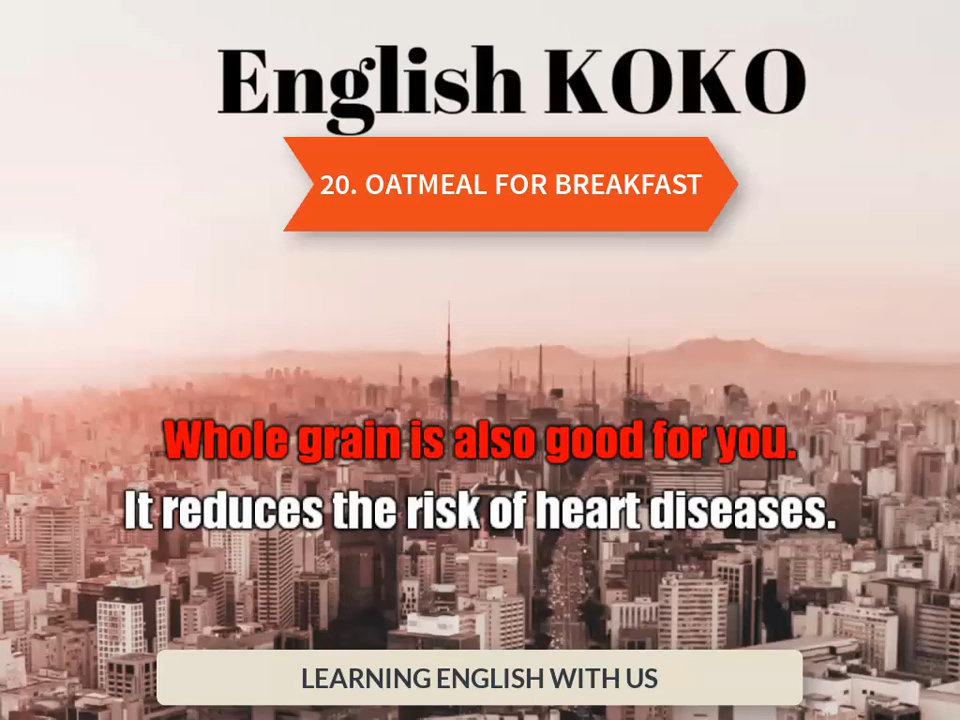 English KOKO
20. OATMEAL FOR BREAKFAST
Whole grain is also good for you.
It reduces the risk of heart diseases.
LEARNING ENGLISH WITH US